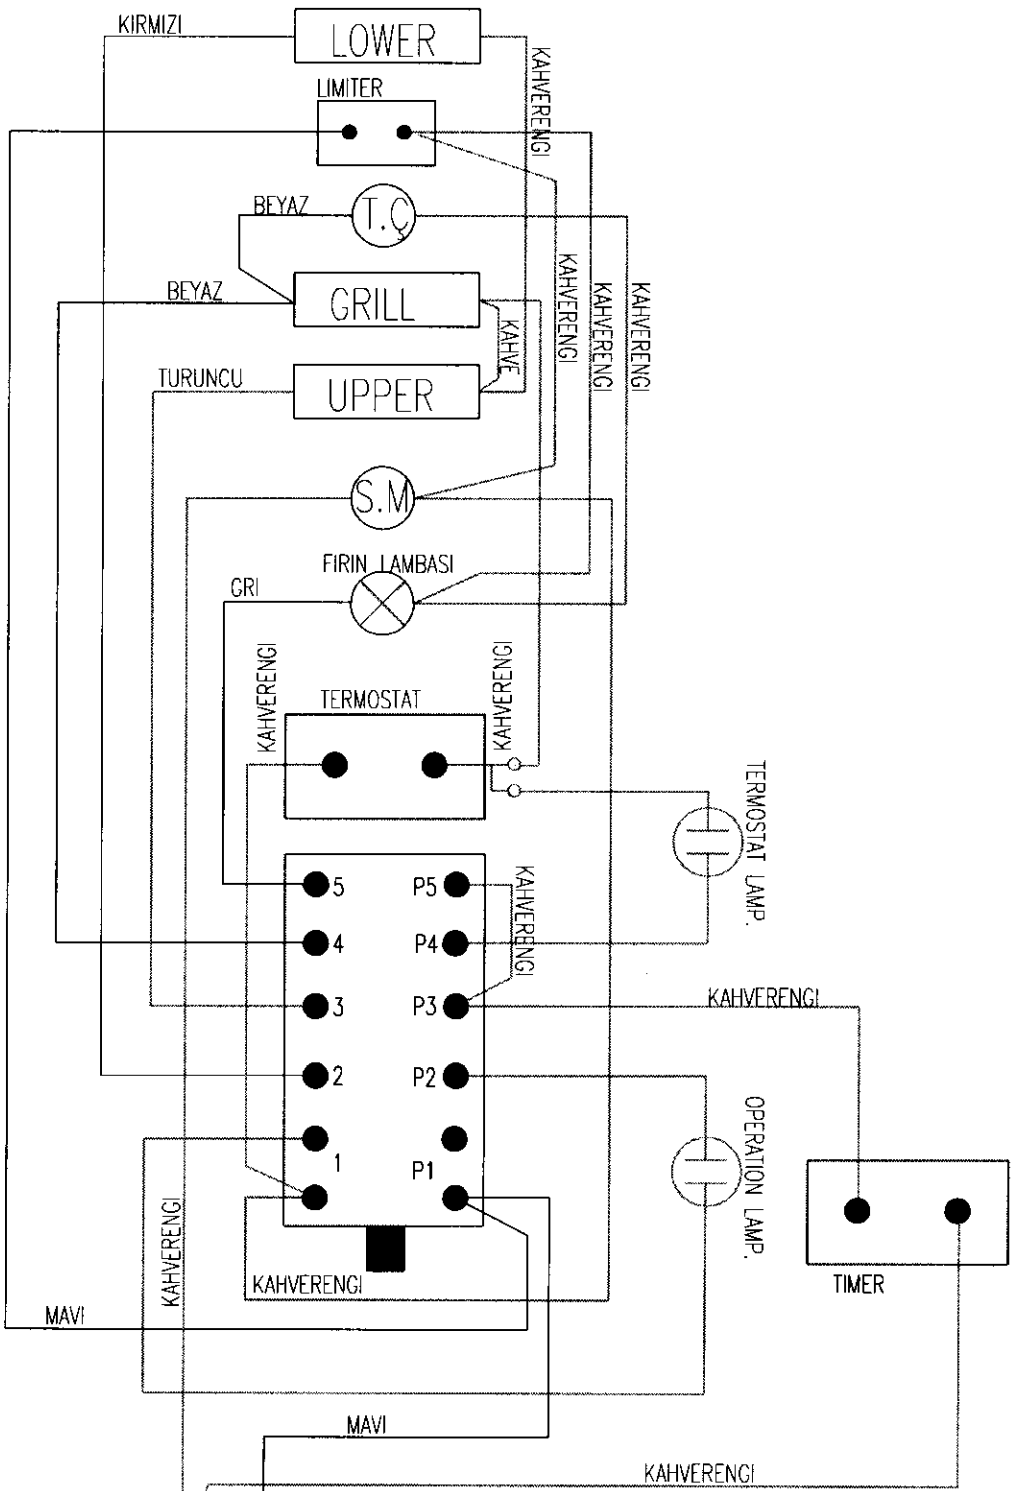 KIRMIZI
LOWER
KAHVERENGI
LIMITER
BEYAZ
T.Ç
KAHVERENGI
KAHVERENGI
KAHVERENGI
BEYAZ
GRILL
KAHVE
TURUNCU
UPPER
S.M
FIRIN LAMBASI
GRI
KAHVERENGI
TERMOSTAT
KAHVERENGI
TERMOSTAT LAMP.
5 P5
KAHVERENGI
4 P4
3 P3
KAHVERENGI
2 P2
OPERATION LAMP.
1 P1
KAHVERENGI
KAHVERENGI
TIMER
MAVI
MAVI
KAHVERENGI